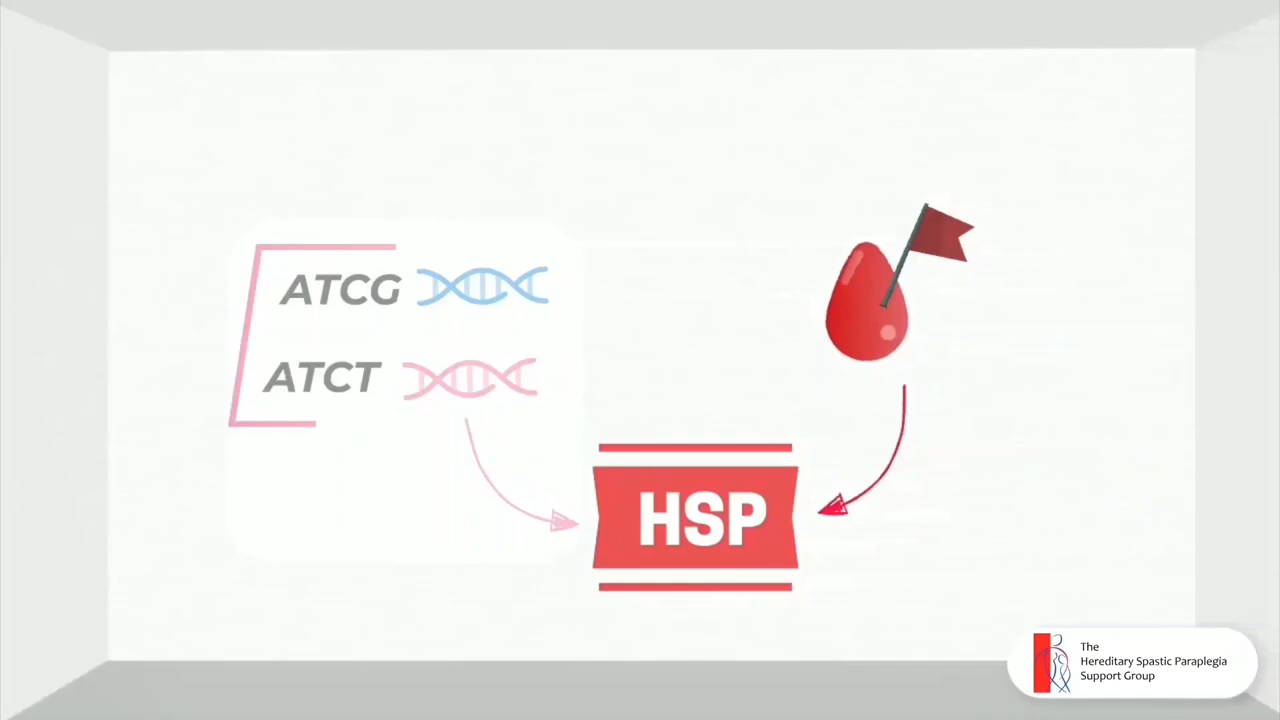 ATCG
ATCT
HSP
The
Hereditary Spastic Paraplegia
Support Group